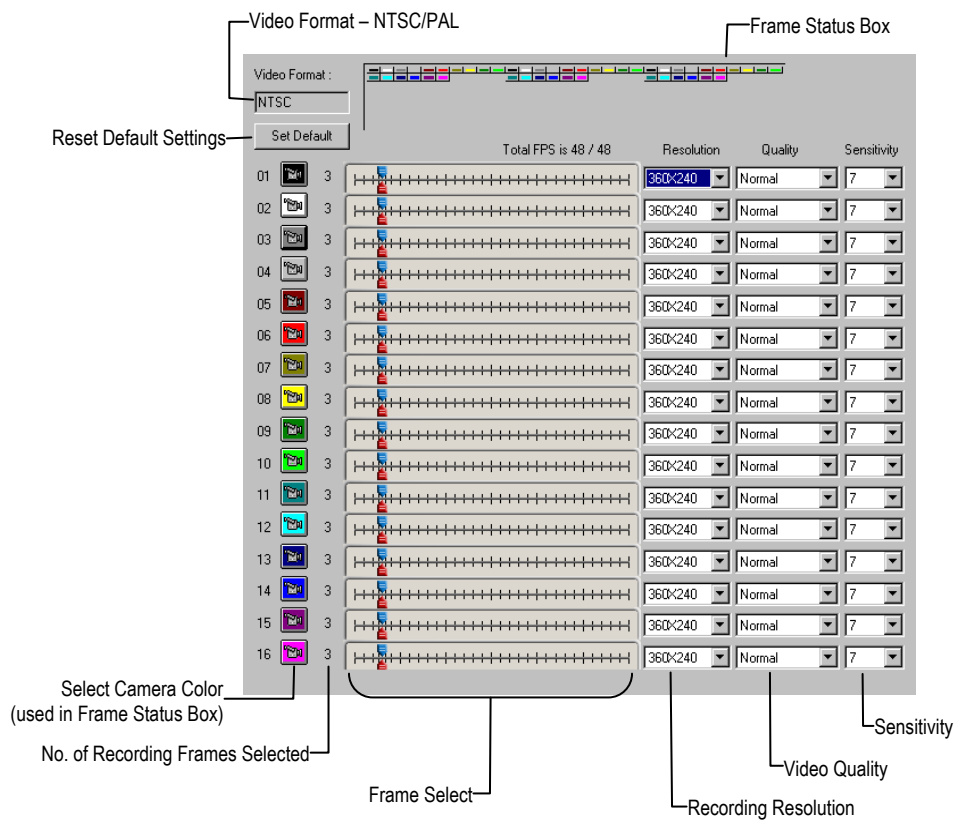 Video Format – NTSC/PAL
Frame Status Box
Video Format :
NTSC
Reset Default Settings
Set Default
Total FPS is 48 / 48
Resolution Quality Sensitivity
01 3 360X240 Normal 7
02 3 360X240 Normal 7
03 3 360X240 Normal 7
04 3 360X240 Normal 7
05 3 360X240 Normal 7
06 3 360X240 Normal 7
07 3 360X240 Normal 7
08 3 360X240 Normal 7
09 3 360X240 Normal 7
10 3 360X240 Normal 7
11 3 360X240 Normal 7
12 3 360X240 Normal 7
13 3 360X240 Normal 7
14 3 360X240 Normal 7
15 3 360X240 Normal 7
16 3 360X240 Normal 7
Select Camera Color
(used in Frame Status Box)
Sensitivity
No. of Recording Frames Selected
Video Quality
Frame Select
Recording Resolution